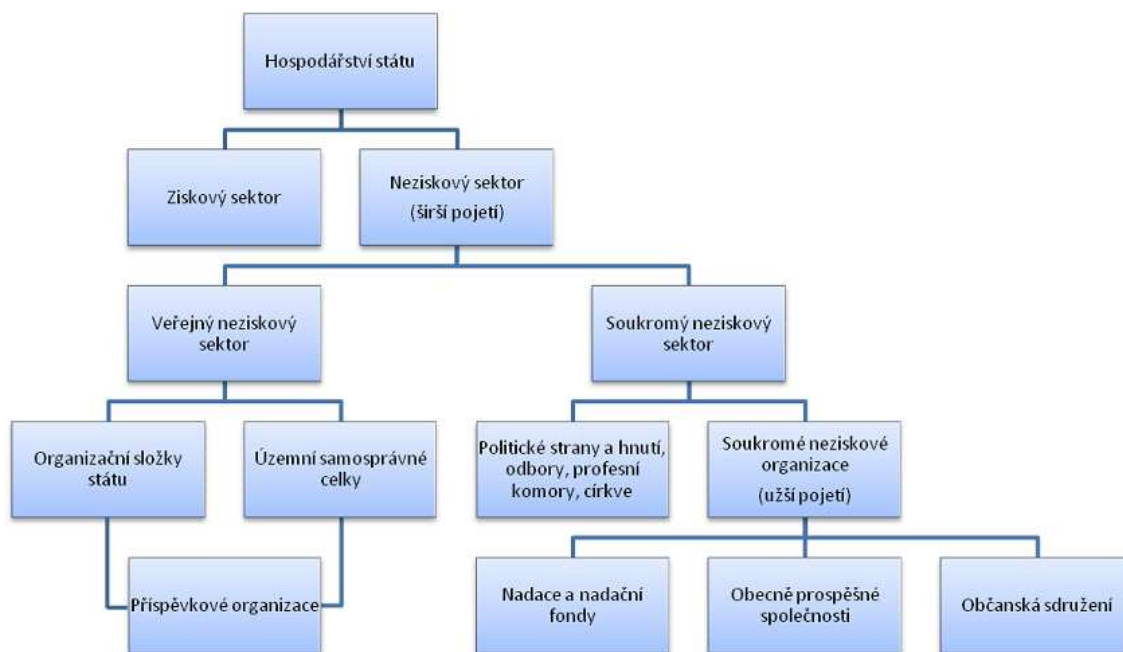 Hospodářství státu
Ziskový sektor
Neziskový sektor
(širší pojetí)
Veřejný neziskový
sektor
Soukromý neziskový
sektor
Organizační složky
státu
Územní samosprávné
celky
Politické strany a hnutí,
odbory, profesní
komory, církve
Soukromé neziskové
organizace
(užší pojetí)
Příspěvkové organizace
Nadace a nadační
fondy
Obecně prospěšné
společnosti
Občanská sdružení